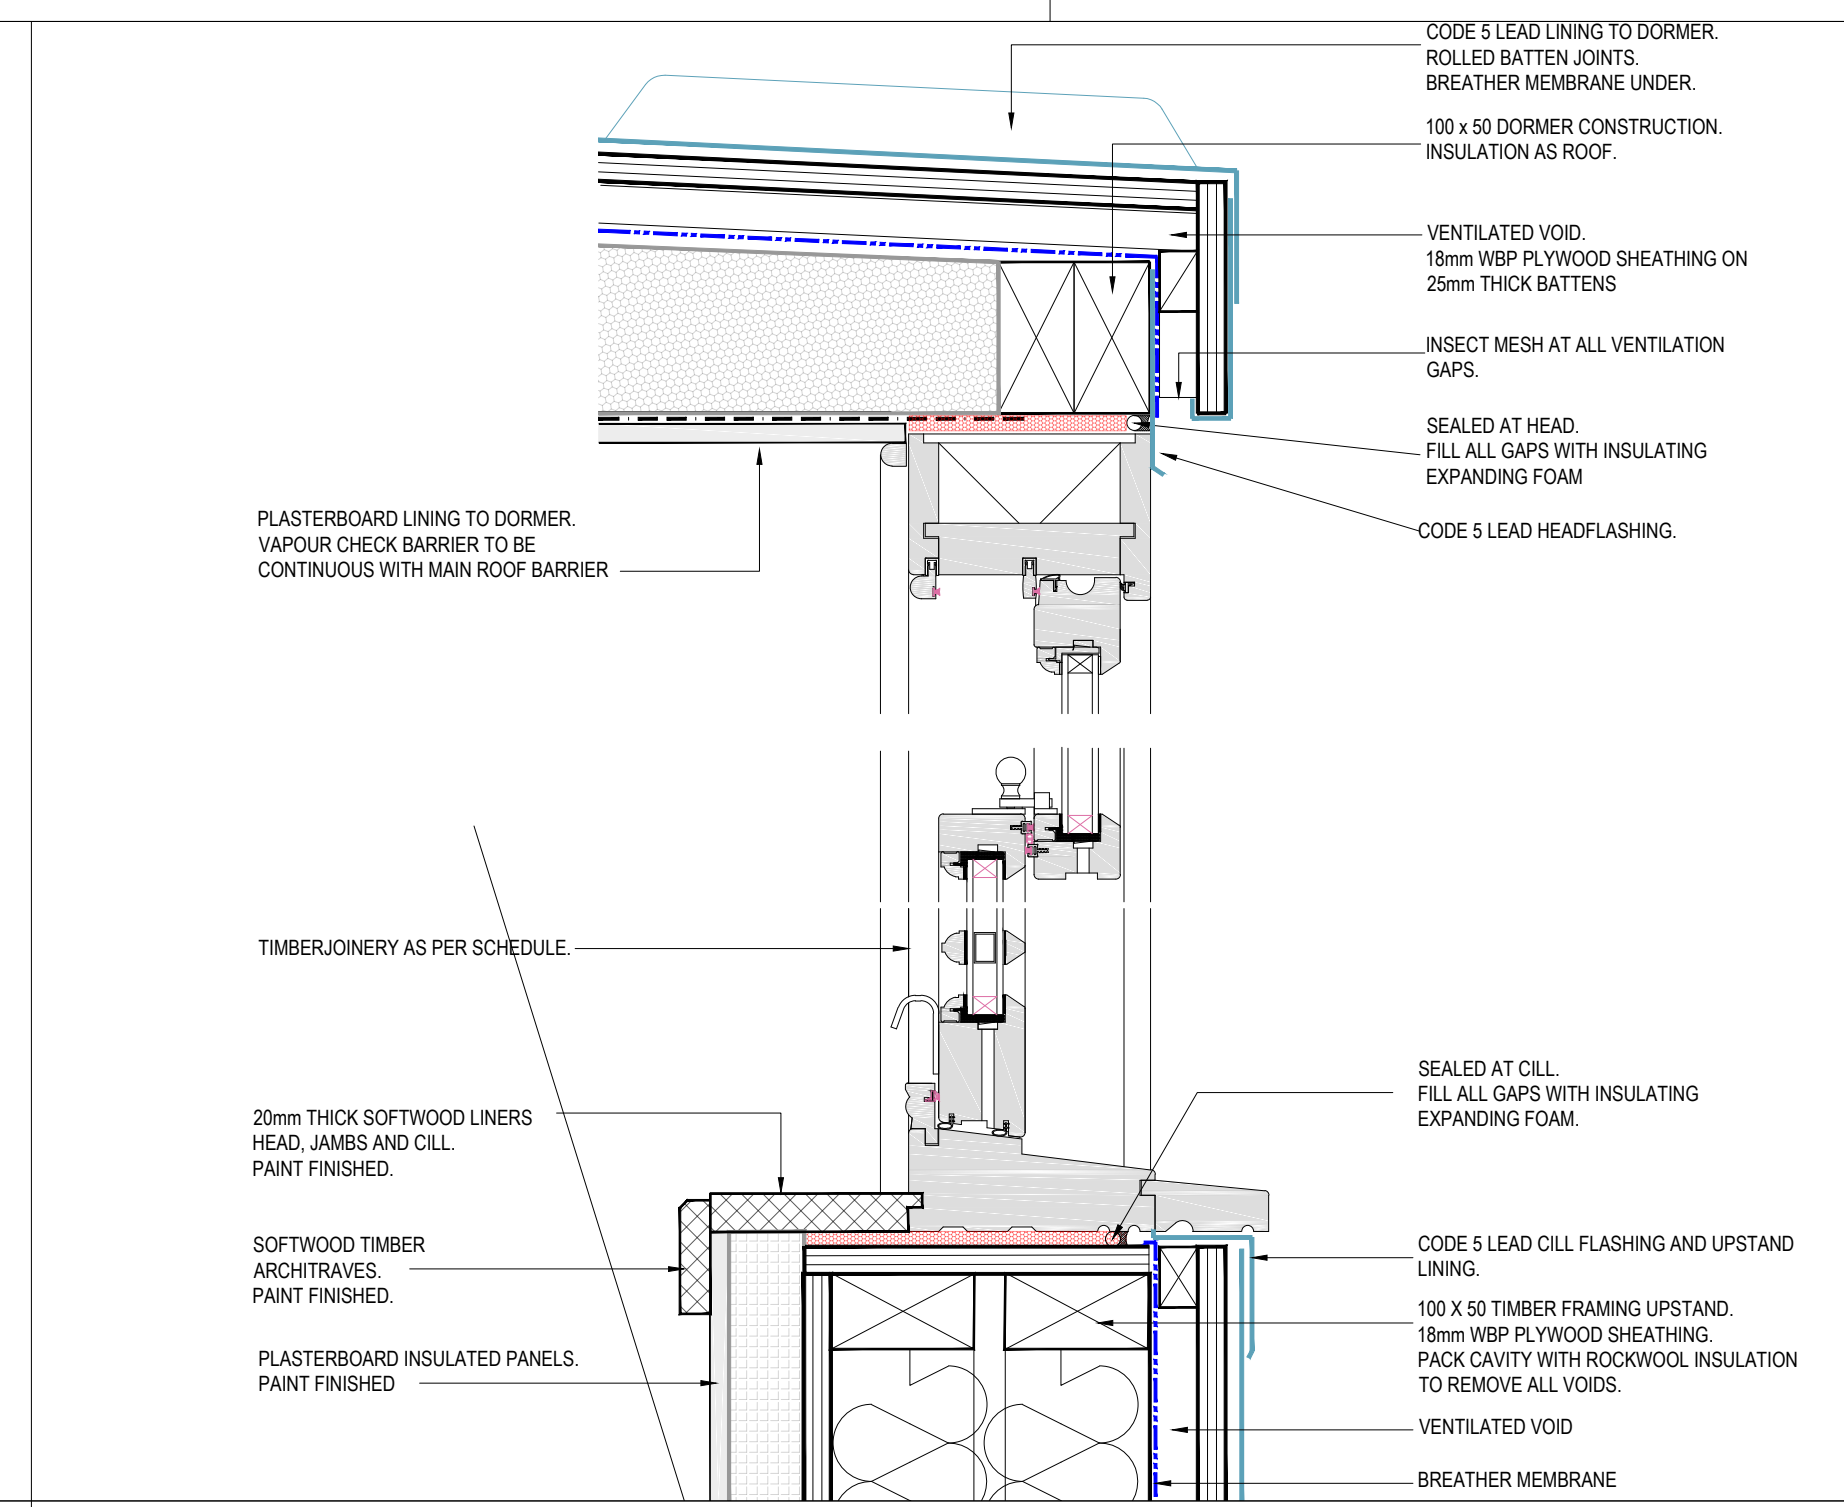 CODE 5 LEAD LINING TO DORMER.
ROLLED BATTEN JOINTS.
BREATHER MEMBRANE UNDER.
100 x 50 DORMER CONSTRUCTION.
INSULATION AS ROOF.
VENTILATED VOID.
18mm WBP PLYWOOD SHEATHING ON
25mm THICK BATTENS
INSECT MESH AT ALL VENTILATION
GAPS.
SEALED AT HEAD.
FILL ALL GAPS WITH INSULATING
EXPANDING FOAM
CODE 5 LEAD HEADFLASHING.
PLASTERBOARD LINING TO DORMER.
VAPOUR CHECK BARRIER TO BE
CONTINUOUS WITH MAIN ROOF BARRIER
TIMBERJOINERY AS PER SCHEDULE.
20mm THICK SOFTWOOD LINERS
HEAD, JAMBS AND CILL.
PAINT FINISHED.
SOFTWOOD TIMBER
ARCHITRAVES.
PAINT FINISHED.
PLASTERBOARD INSULATED PANELS.
PAINT FINISHED
SEALED AT CILL.
FILL ALL GAPS WITH INSULATING
EXPANDING FOAM.
CODE 5 LEAD CILL FLASHING AND UPSTAND
LINING.
100 X 50 TIMBER FRAMING UPSTAND.
18mm WBP PLYWOOD SHEATHING.
PACK CAVITY WITH ROCKWOOL INSULATION
TO REMOVE ALL VOIDS.
VENTILATED VOID
BREATHER MEMBRANE